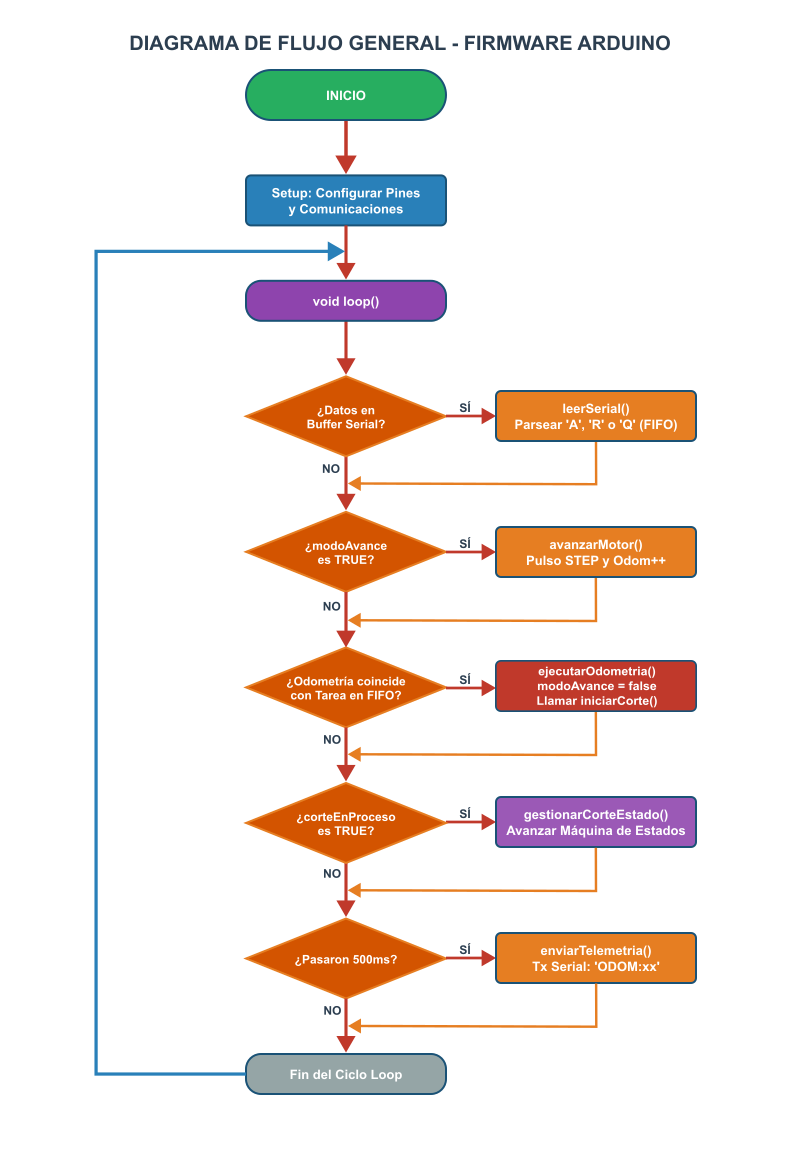 DIAGRAMA DE FLUJO GENERAL - FIRMWARE ARDUINO
INICIO
Setup: Configurar Pines
y Comunicaciones
void loop()
¿Datos en
Buffer Serial?
SÍ
leerSerial()
Parsear 'A', 'R' o 'Q' (FIFO)
NO
¿modoAvance
es TRUE?
SÍ
avanzarMotor()
Pulso STEP y Odom++
NO
¿Odometría coincide
con Tarea en FIFO?
SÍ
ejecutarOdometria()
modoAvance = false
Llamar iniciarCorte()
NO
¿corteEnProceso
es TRUE?
SÍ
gestionarCorteEstado()
Avanzar Máquina de Estados
NO
¿Pasaron 500ms?
SÍ
enviarTelemetria()
Tx Serial: 'ODOM:xx'
NO
Fin del Ciclo Loop